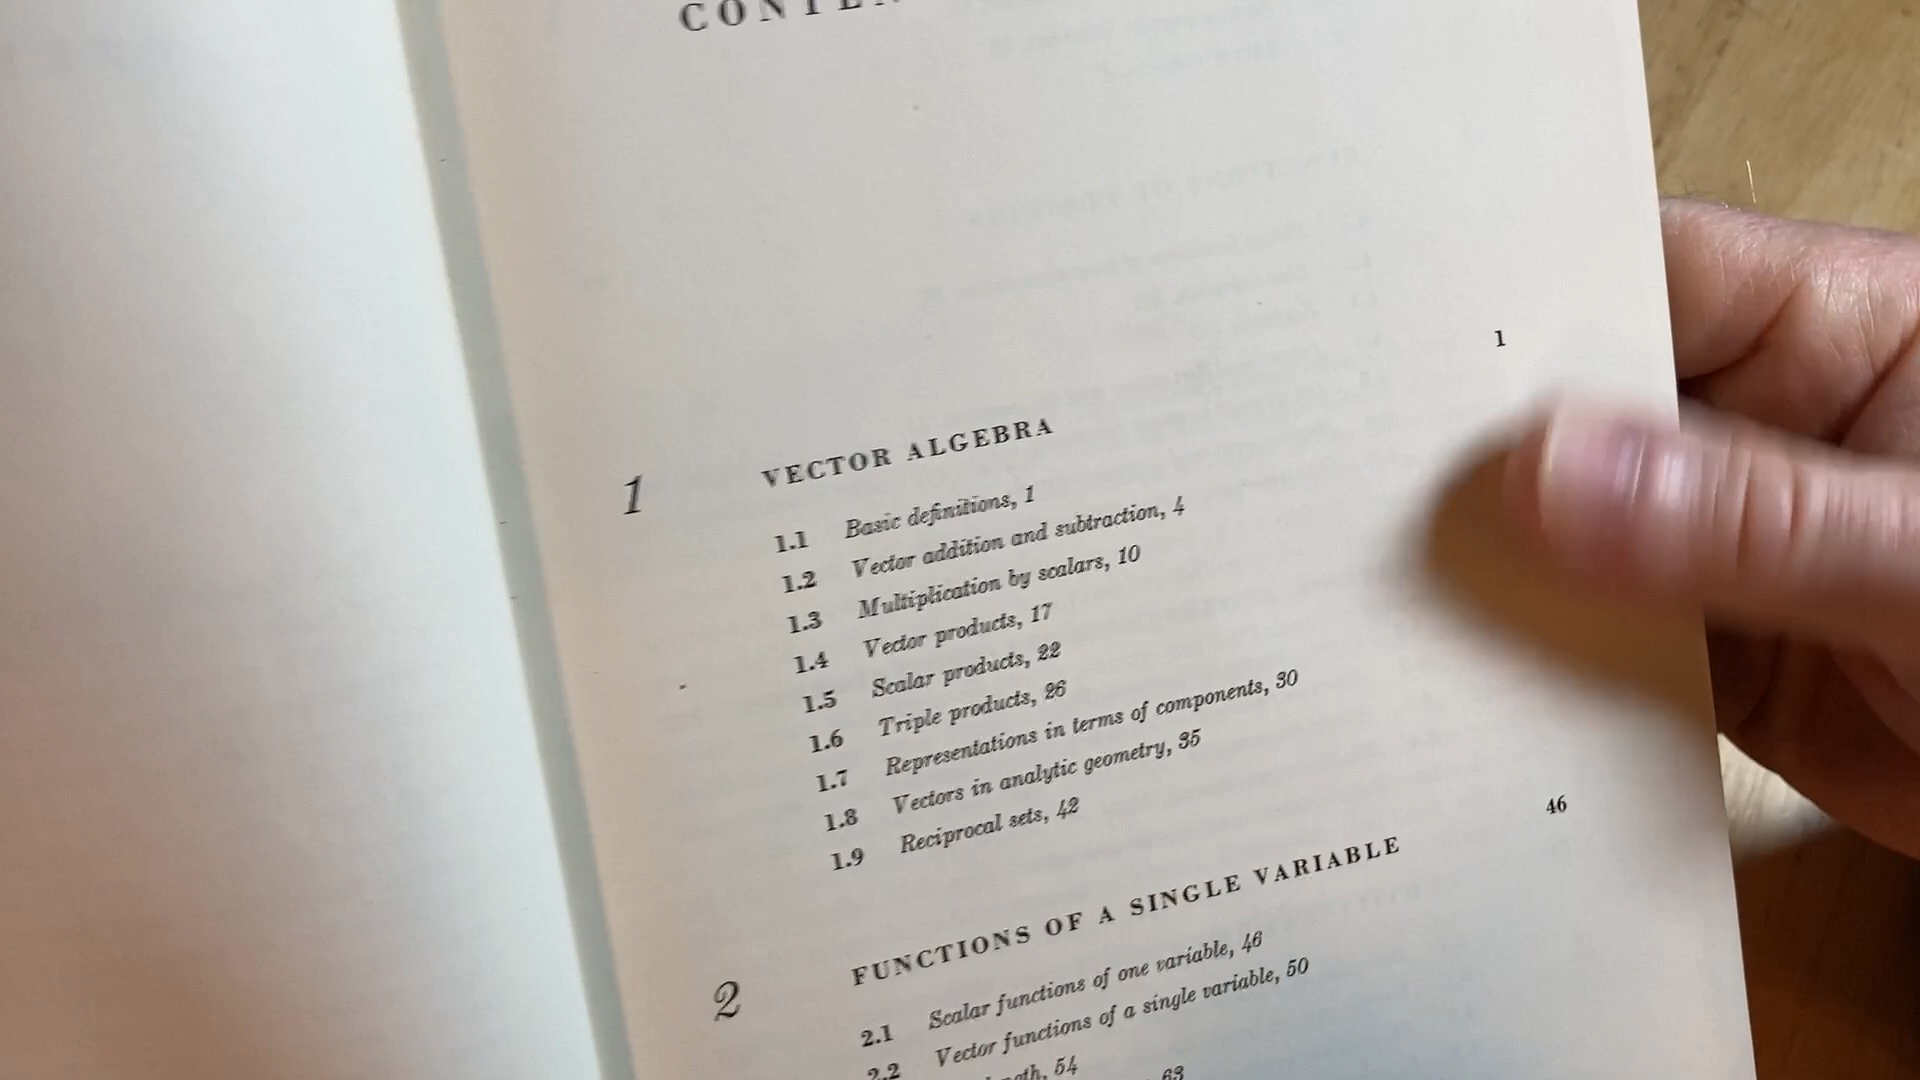 CONTEN
1 VECTOR ALGEBRA 1
1.1 Basic definitions, 1
1.2 Vector addition and subtraction, 4
1.3 Multiplication by scalars, 10
1.4 Vector products, 17
1.5 Scalar products, 22
1.6 Triple products, 26
1.7 Representations in terms of components, 30
1.8 Vectors in analytic geometry, 35
1.9 Reciprocal sets, 42
2 FUNCTIONS OF A SINGLE VARIABLE 46
2.1 Scalar functions of one variable, 46
2.2 Vector functions of a single variable, 50
54
63